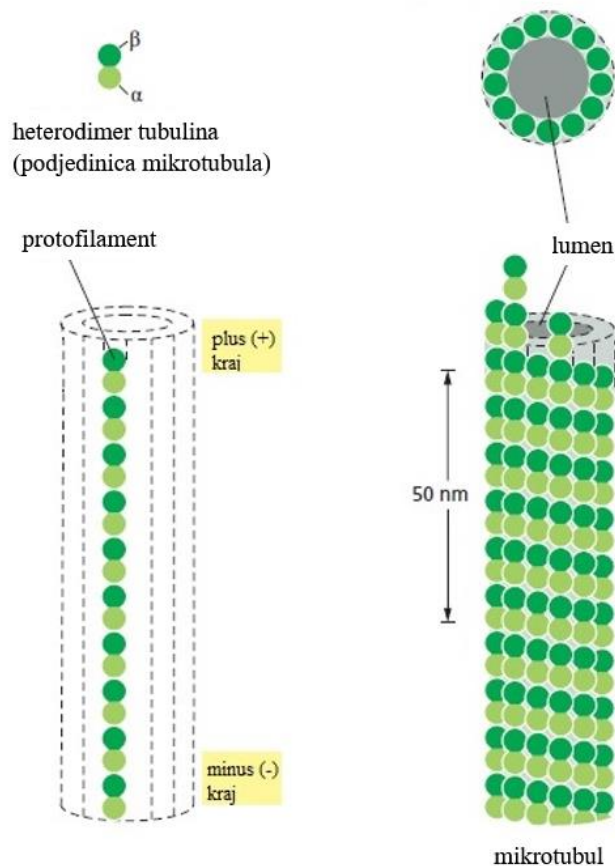 β
α
heterodimer tubulina
(podjedinica mikrotubula)
protofilament
lumen
plus (+)
kraj
50 nm
minus (-)
kraj
mikrotubul